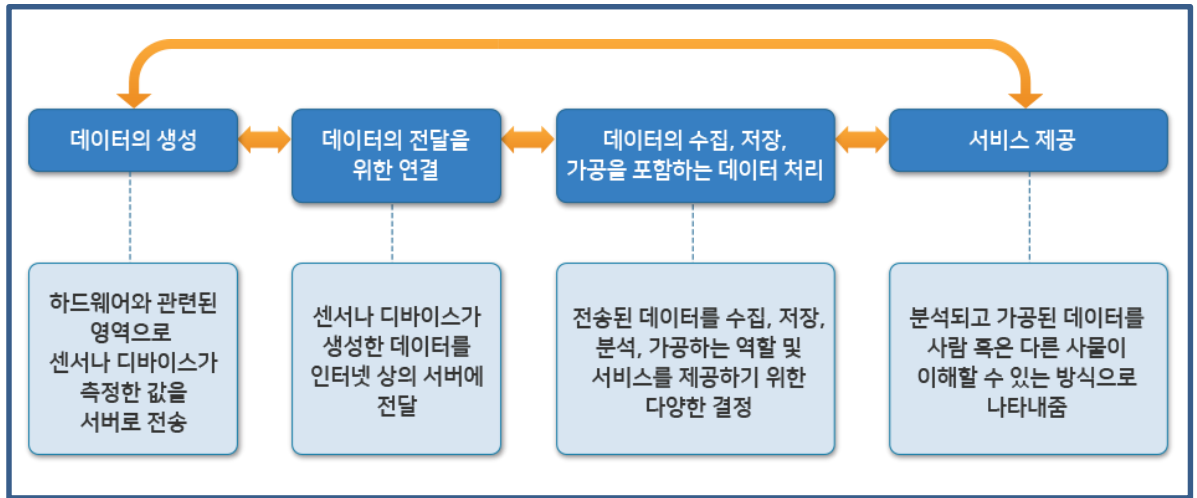 데이터의 생성
데이터의 전달을
위한 연결
데이터의 수집, 저장,
가공을 포함하는 데이터 처리
서비스 제공
하드웨어와 관련된
영역으로
센서나 디바이스가
측정한 값을
서버로 전송
센서나 디바이스가
생성한 데이터를
인터넷 상의 서버에
전달
전송된 데이터를 수집, 저장,
분석, 가공하는 역할 및
서비스를 제공하기 위한
다양한 결정
분석되고 가공된 데이터를
사람 혹은 다른 사물이
이해할 수 있는 방식으로
나타내줌